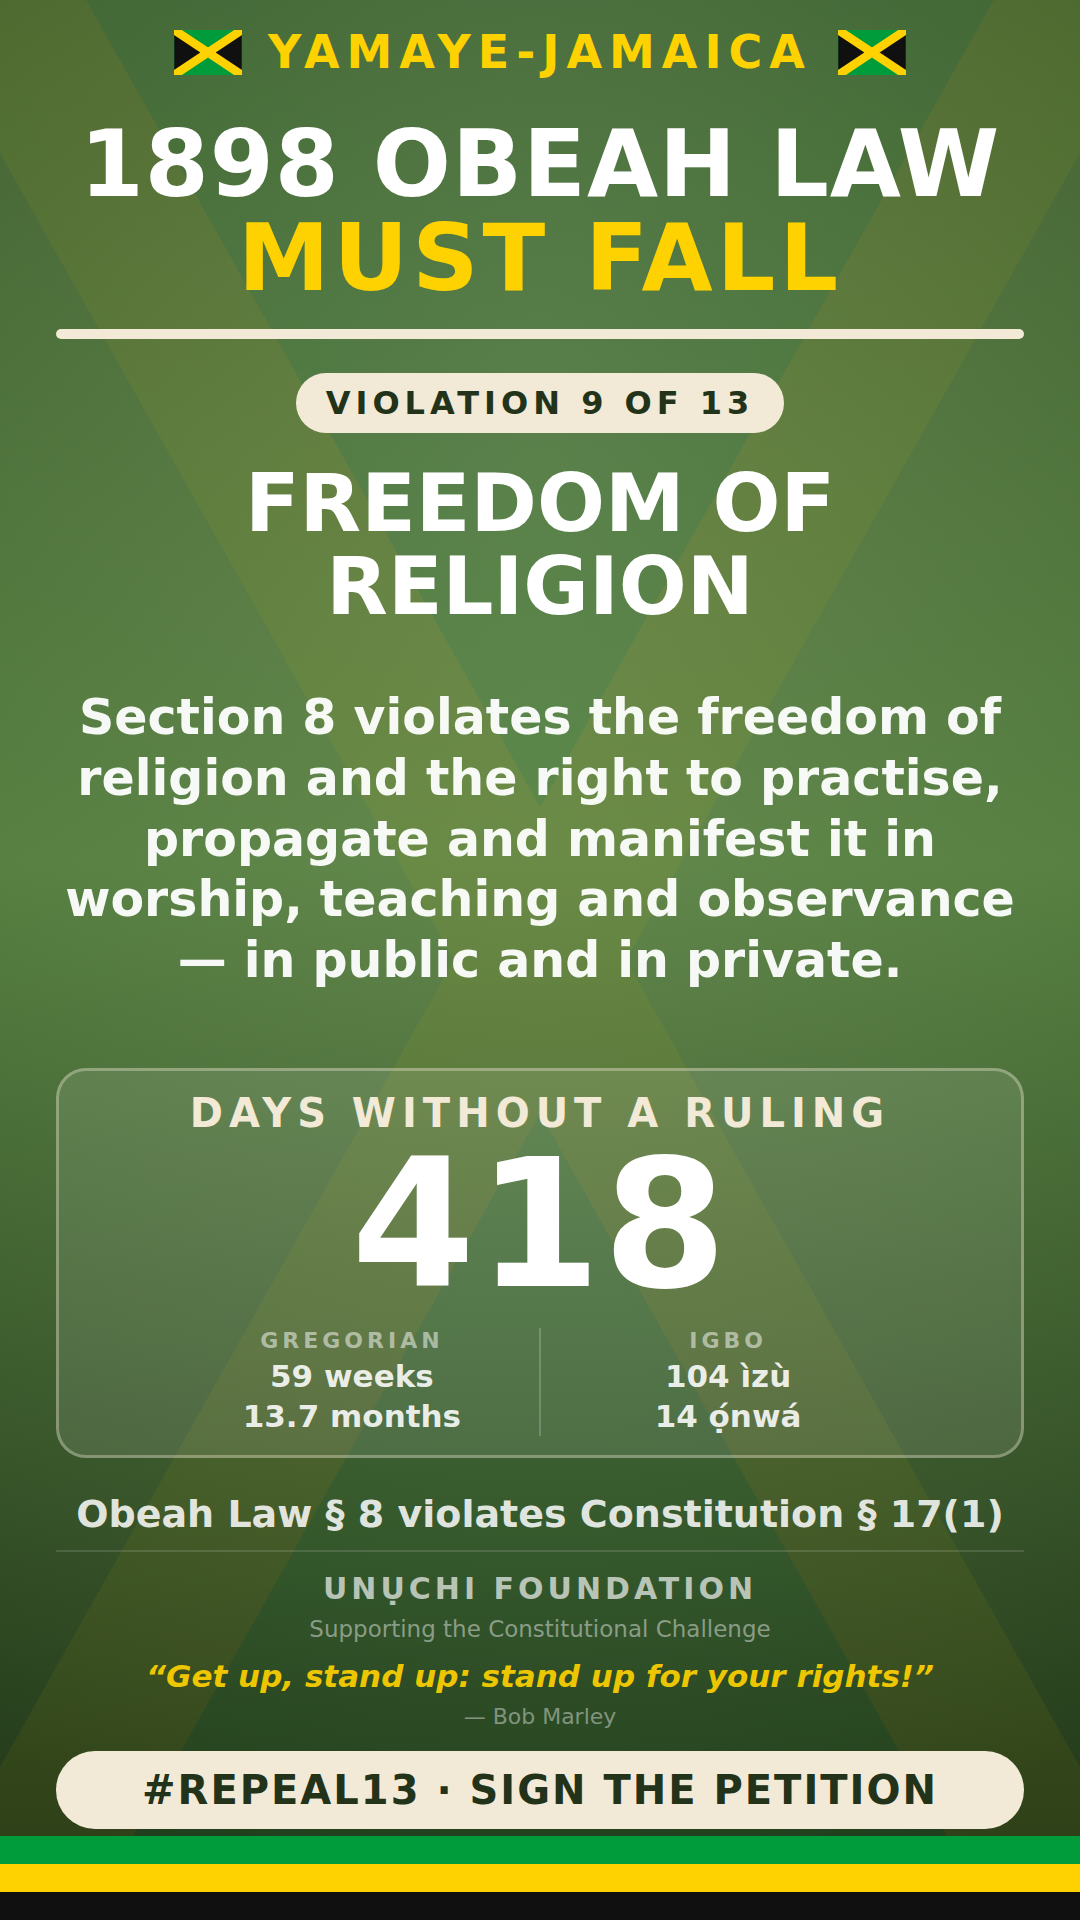 YAMAYE-JAMAICA
1898 OBEAH LAW
MUST FALL
VIOLATION 9 OF 13
FREEDOM OF
RELIGION
Section 8 violates the freedom of
religion and the right to practise,
propagate and manifest it in
worship, teaching and observance
— in public and in private.
DAYS WITHOUT A RULING
418
GREGORIAN
59 weeks
13.7 months
IGBO
104 ìzù
14 ọ́nwá
Obeah Law § 8 violates Constitution § 17(1)
UNỤCHI FOUNDATION
Supporting the Constitutional Challenge
“Get up, stand up: stand up for your rights!”
— Bob Marley
#REPEAL13 · SIGN THE PETITION